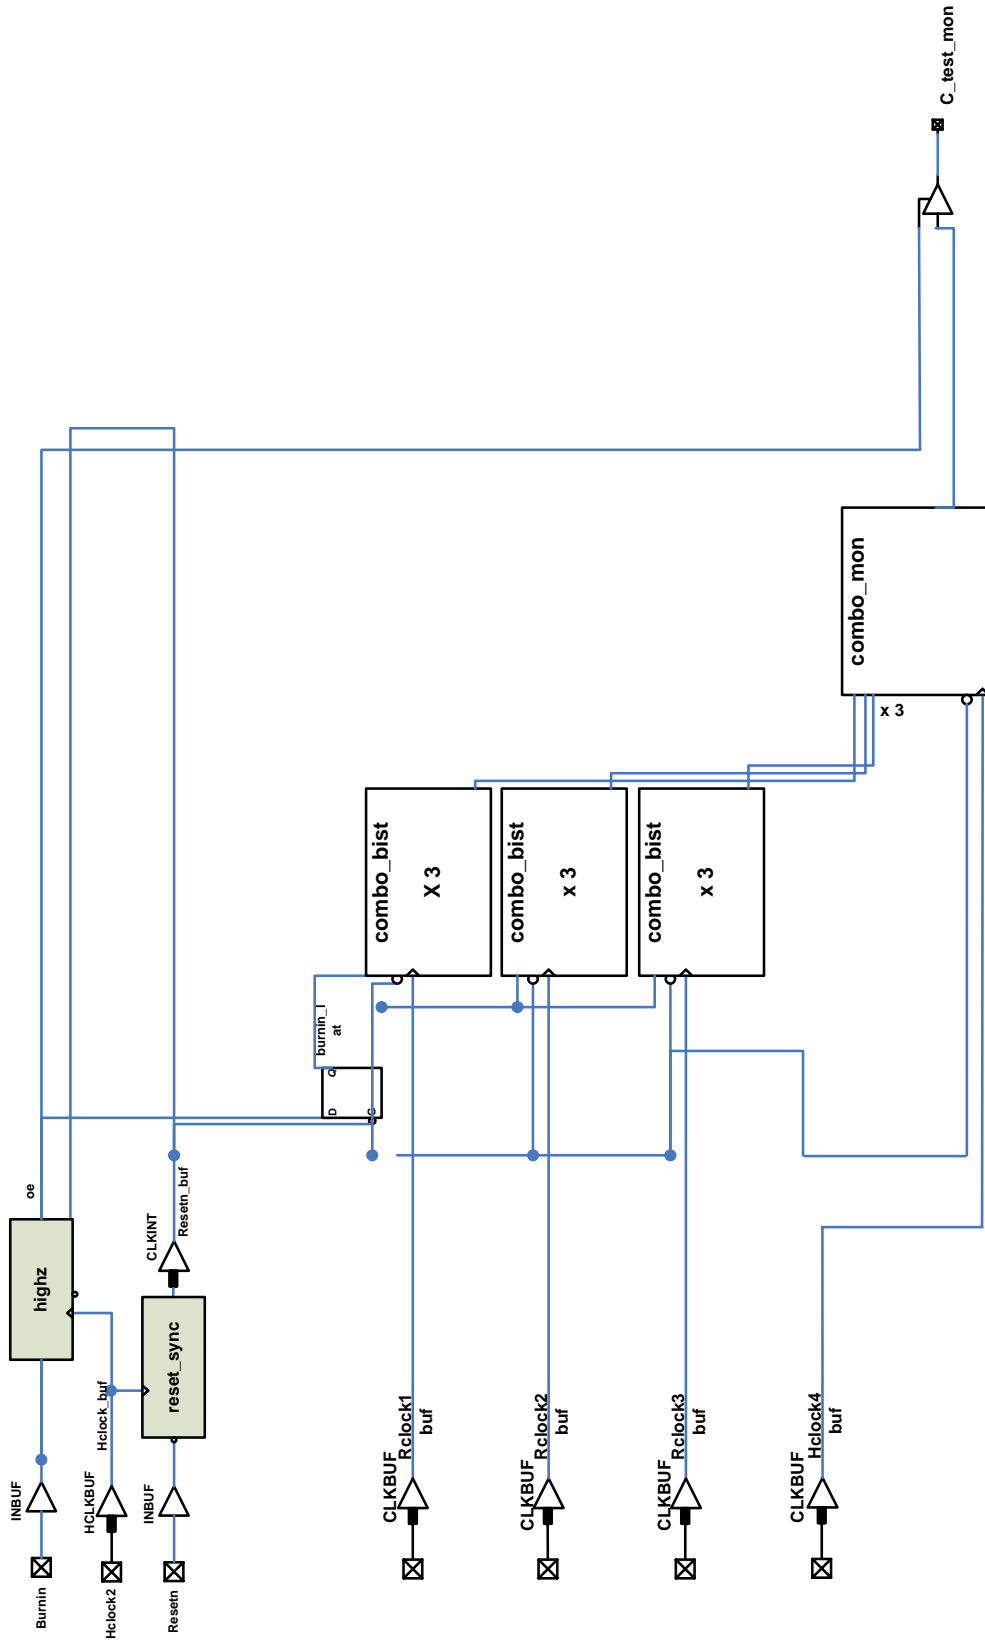 Burnin
INBUF
highz
oe
Hclock2
HCLKBUF
Hclock_buf
Resetn
INBUF
reset_sync
CLKINT
Resetn_buf
D
Q
C
burnin_l
at
CLKBUF
Rclock1
buf
combo_bist
X 3
CLKBUF
Rclock2
buf
combo_bist
x 3
CLKBUF
Rclock3
buf
combo_bist
x 3
CLKBUF
Hclock4
buf
combo_mon
x 3
C_test_mon